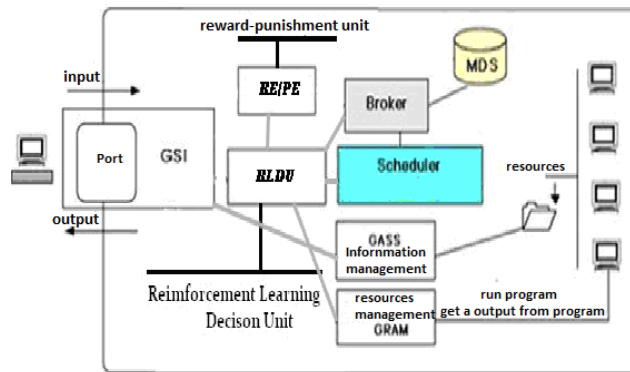 reward-punishment unit
input
RE/PE
MDS
Broker
Port
GSI
RLDU
Scheduler
resources
output
GASS
Infornmation
management
Reimforcement Learning
Decison Unit
resources
management
GRAM
run program
get a output from program